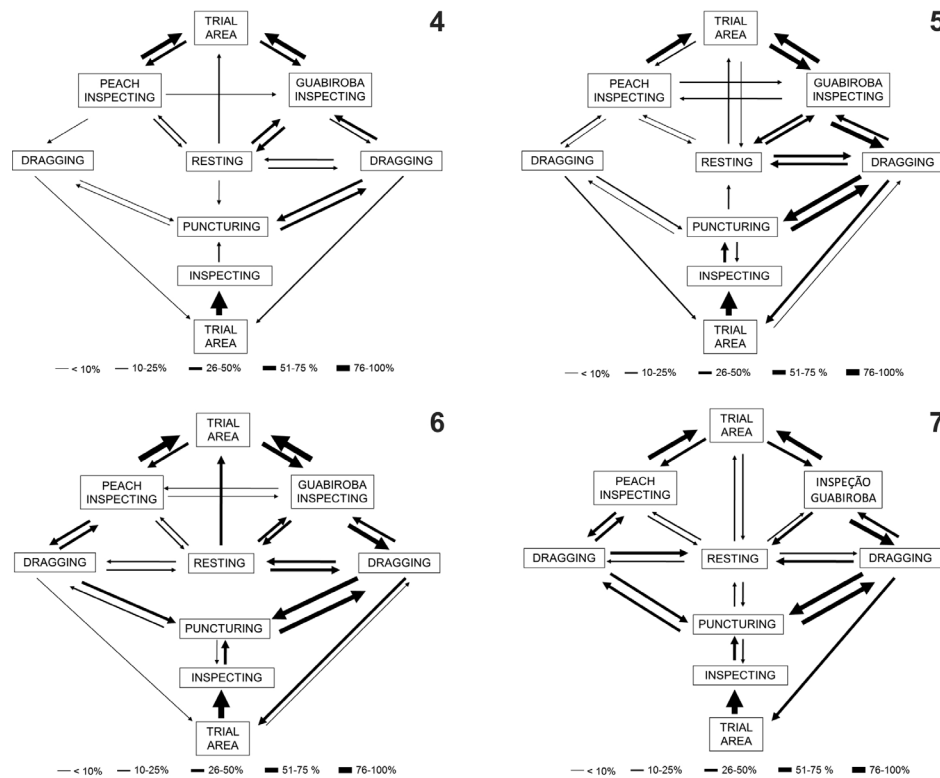 4
TRIAL
AREA
PEACH
INSPECTING
GUABIROBA
INSPECTING
DRAGGING
RESTING
DRAGGING
PUNCTURING
INSPECTING
TRIAL
AREA
< 10%
10-25%
26-50%
51-75 %
76-100%
5
TRIAL
AREA
PEACH
INSPECTING
GUABIROBA
INSPECTING
DRAGGING
RESTING
DRAGGING
PUNCTURING
INSPECTING
TRIAL
AREA
< 10%
10-25%
26-50%
51-75 %
76-100%
6
TRIAL
AREA
PEACH
INSPECTING
GUABIROBA
INSPECTING
DRAGGING
RESTING
DRAGGING
PUNCTURING
INSPECTING
TRIAL
AREA
< 10%
10-25%
26-50%
51-75 %
76-100%
7
TRIAL
AREA
PEACH
INSPECTING
INSPEÇÃO
GUABIROBA
DRAGGING
RESTING
DRAGGING
PUNCTURING
INSPECTING
TRIAL
AREA
< 10%
10-25%
26-50%
51-75 %
76-100%